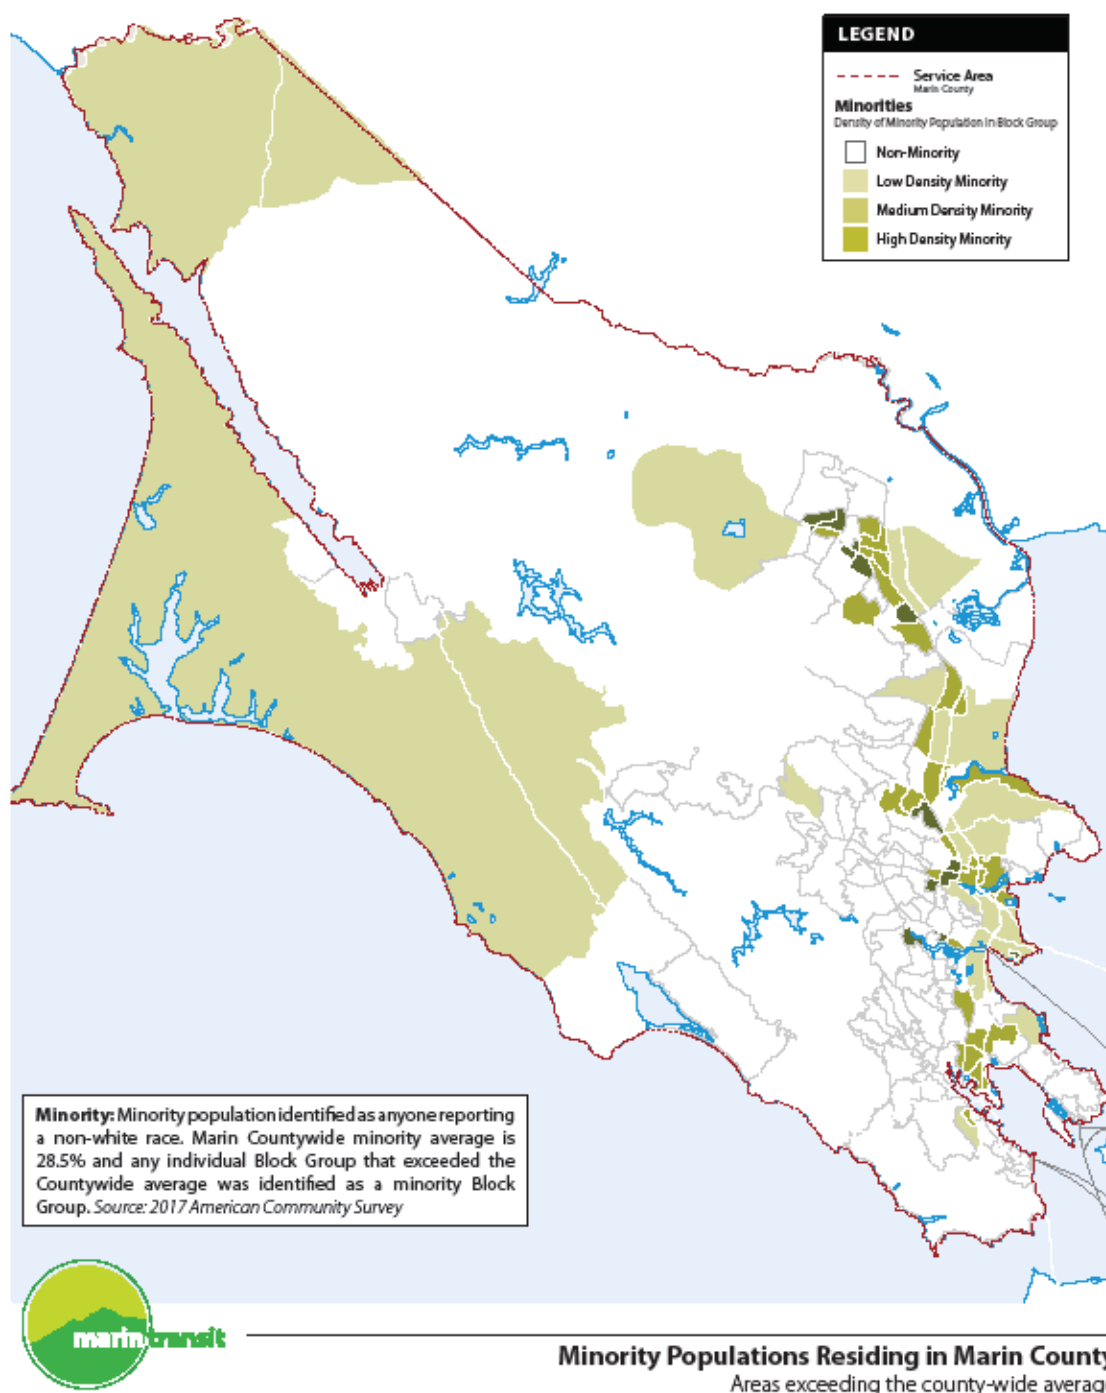 LEGEND
Service Area
Marin County
Minorities
Density of Minority Population in Block Group
Non-Minority
Low Density Minority
Medium Density Minority
High Density Minority
Minority: Minority population identified as anyone reporting
a non-white race. Marin Countywide minority average is
28.5% and any individual Block Group that exceeded the
Countywide average was identified as a minority Block
Group. Source: 2017 American Community Survey
marintransit
Minority Populations Residing in Marin County
Areas exceeding the county-wide average